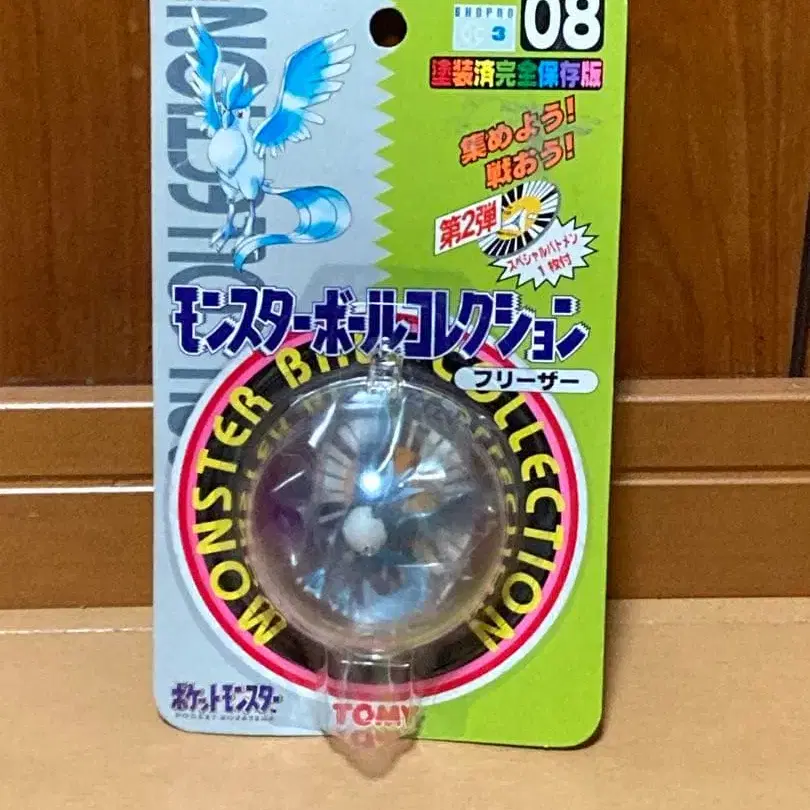 SHOPRO
3
08
塗装済完全保存版
集めよう!
戦おう!
第2弾
スペシャルバトメン
1枚付
モンスターボールコレクション
フリーザー
MONSTER BALL COLLECTION
ポケットモンスター
POCKET MONSTERS
TOMY